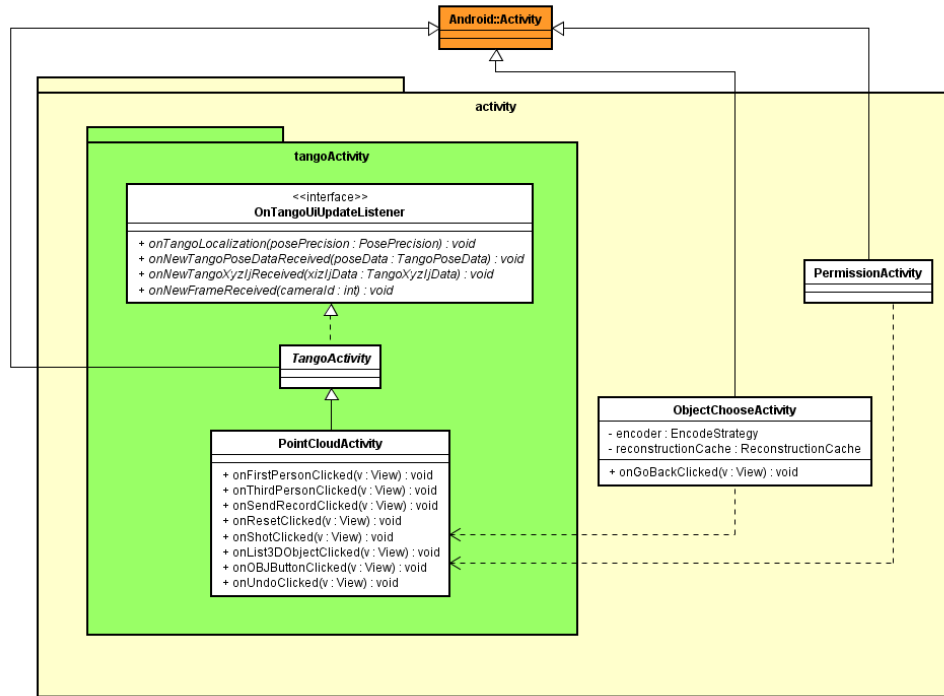 Android::Activity
activity
tangoActivity
<<interface>>
OnTangoUiUpdateListener
+ onTangoLocalization(posePrecision : PosePrecision) : void
+ onNewTangoPoseDataReceived(poseData : TangoPoseData) : void
+ onNewTangoXyzIjReceived(xizIjData : TangoXyzIjData) : void
+ onNewFrameReceived(cameraId : int) : void
PermissionActivity
TangoActivity
ObjectChooseActivity
- encoder : EncodeStrategy
- reconstructionCache : ReconstructionCache
+ onGoBackClicked(v : View) : void
PointCloudActivity
+ onFirstPersonClicked(v : View) : void
+ onThirdPersonClicked(v : View) : void
+ onSendRecordClicked(v : View) : void
+ onResetClicked(v : View) : void
+ onShotClicked(v : View) : void
+ onList3DObjectClicked(v : View) : void
+ onOBJButtonClicked(v : View) : void
+ onUndoClicked(v : View) : void